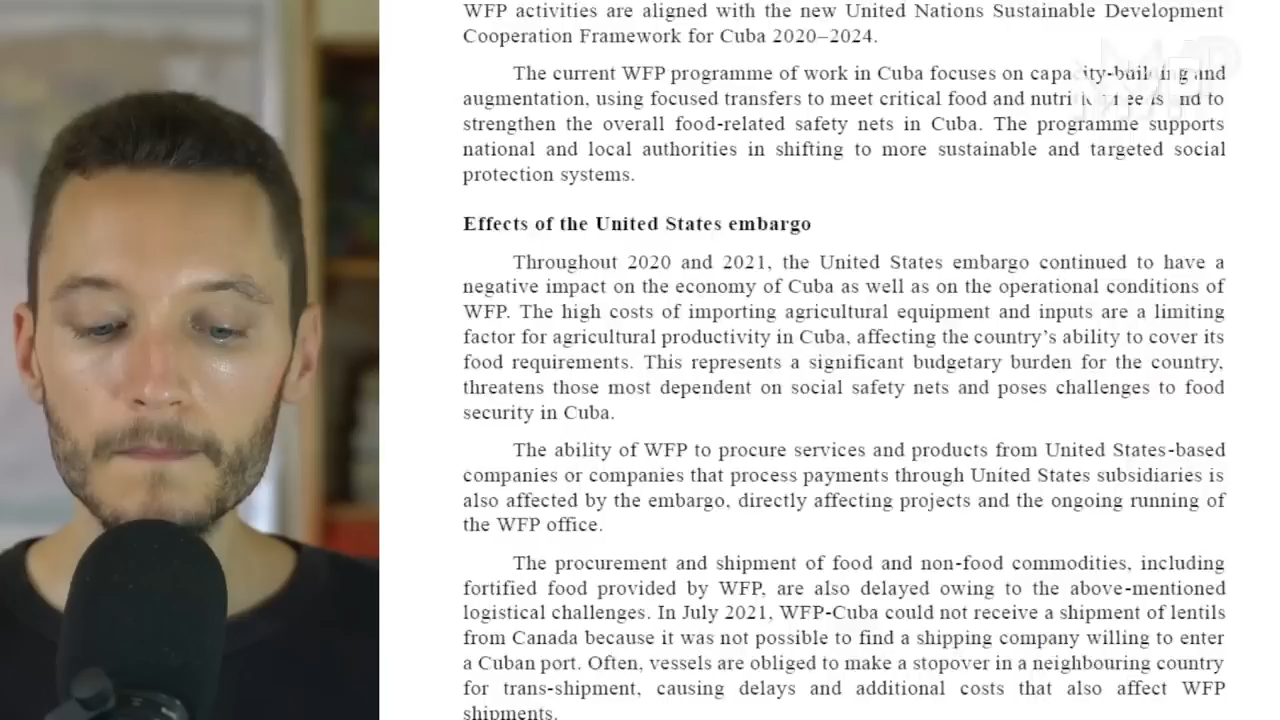 WFP activities are aligned with the new United Nations Sustainable Development
Cooperation Framework for Cuba 2020–2024.
The current WFP programme of work in Cuba focuses on capacity-building and
augmentation, using focused transfers to meet critical food and nutrition needs and to
strengthen the overall food-related safety nets in Cuba. The programme supports
national and local authorities in shifting to more sustainable and targeted social
protection systems.
Effects of the United States embargo
Throughout 2020 and 2021, the United States embargo continued to have a
negative impact on the economy of Cuba as well as on the operational conditions of
WFP. The high costs of importing agricultural equipment and inputs are a limiting
factor for agricultural productivity in Cuba, affecting the country's ability to cover its
food requirements. This represents a significant budgetary burden for the country,
threatens those most dependent on social safety nets and poses challenges to food
security in Cuba.
The ability of WFP to procure services and products from United States-based
companies or companies that process payments through United States subsidiaries is
also affected by the embargo, directly affecting projects and the ongoing running of
the WFP office.
The procurement and shipment of food and non-food commodities, including
fortified food provided by WFP, are also delayed owing to the above-mentioned
logistical challenges. In July 2021, WFP-Cuba could not receive a shipment of lentils
from Canada because it was not possible to find a shipping company willing to enter
a Cuban port. Often, vessels are obliged to make a stopover in a neighbouring country
for trans-shipment, causing delays and additional costs that also affect WFP
shipments.